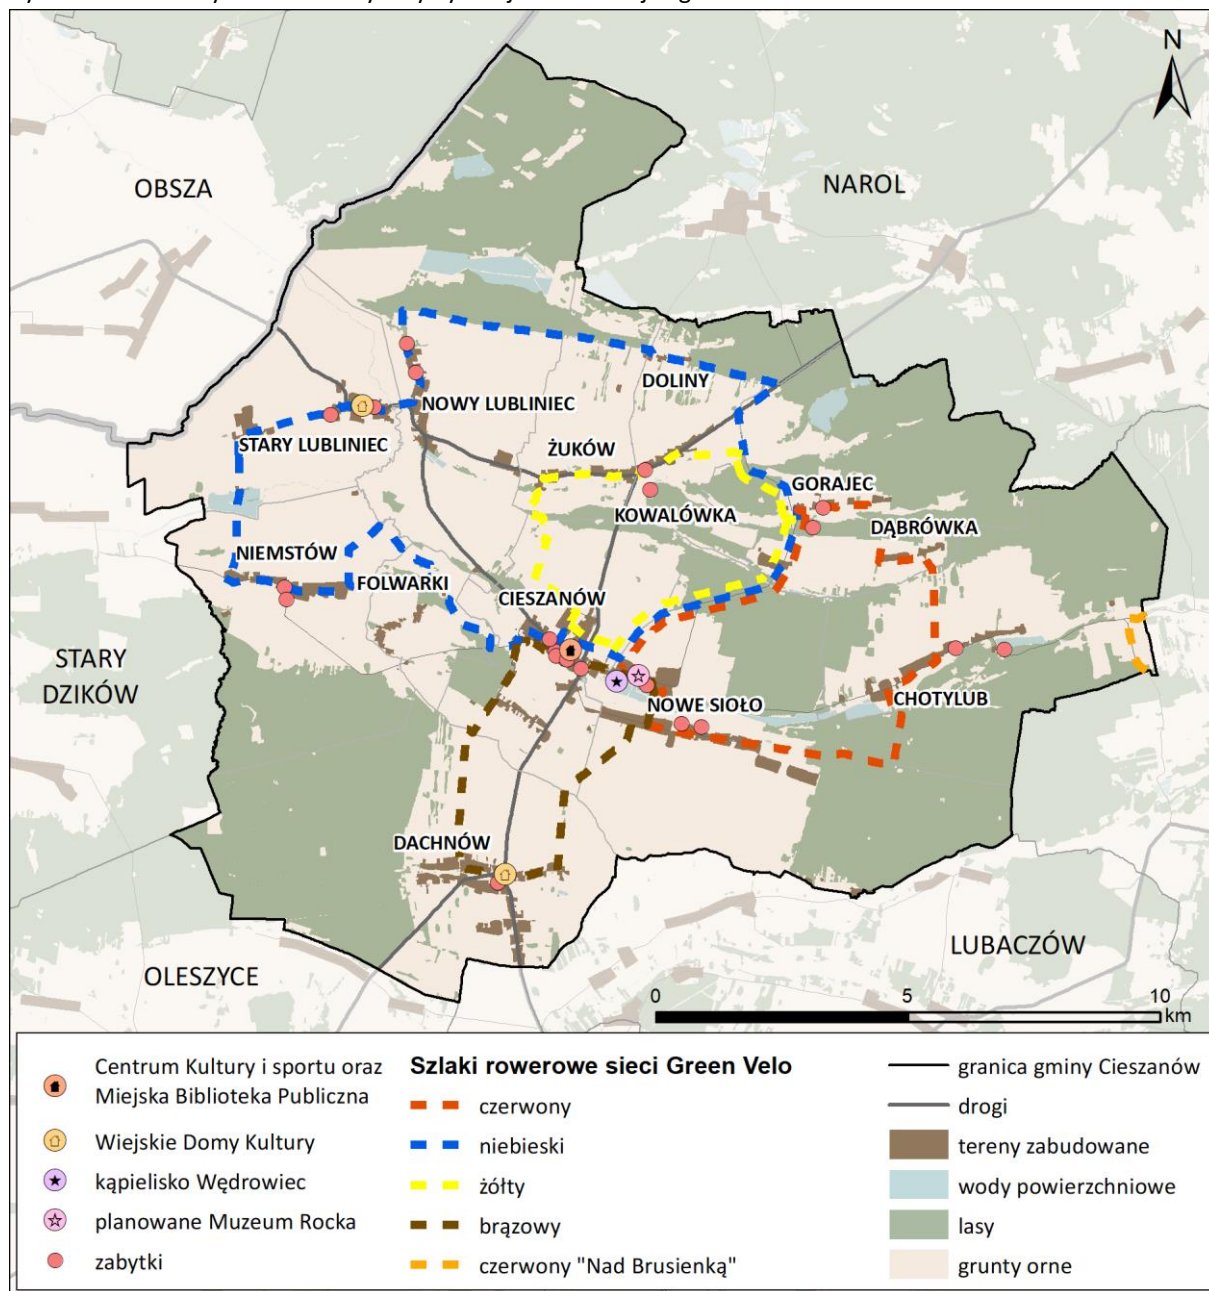 N
OBSZA
NAROL
DOLINY
NOWY LUBLINIEC
STARY LUBLINIEC
ŻUKÓW
GORAJEC
KOWALÓWKA
DĄBRÓWKA
NIEMSTÓW
FOLWARKI
CIESZANÓW
STARY
DZIKÓW
NOWE SIOŁO
CHOTYLUB
DACHNÓW
LUBACZÓW
OLESZYCE
0 5 10
km
Centrum Kultury i sportu oraz
Miejska Biblioteka Publiczna
Wiejskie Domy Kultury
kąpielisko Wędrowiec
planowane Muzeum Rocka
zabytki
Szlaki rowerowe sieci Green Velo
czerwony
niebieski
żółty
brązowy
czerwony "Nad Brusienką"
granica gminy Cieszanów
drogi
tereny zabudowane
wody powierzchniowe
lasy
grunty orne